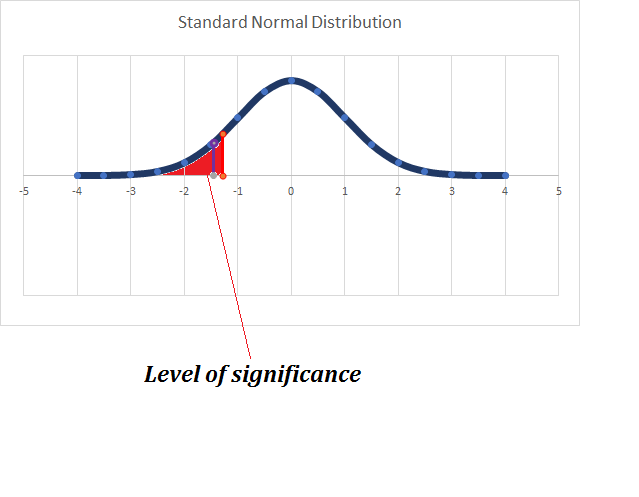 Standard Normal Distribution
-5 -4 -3 -2 -1 0 1 2 3 4 5
Level of significance